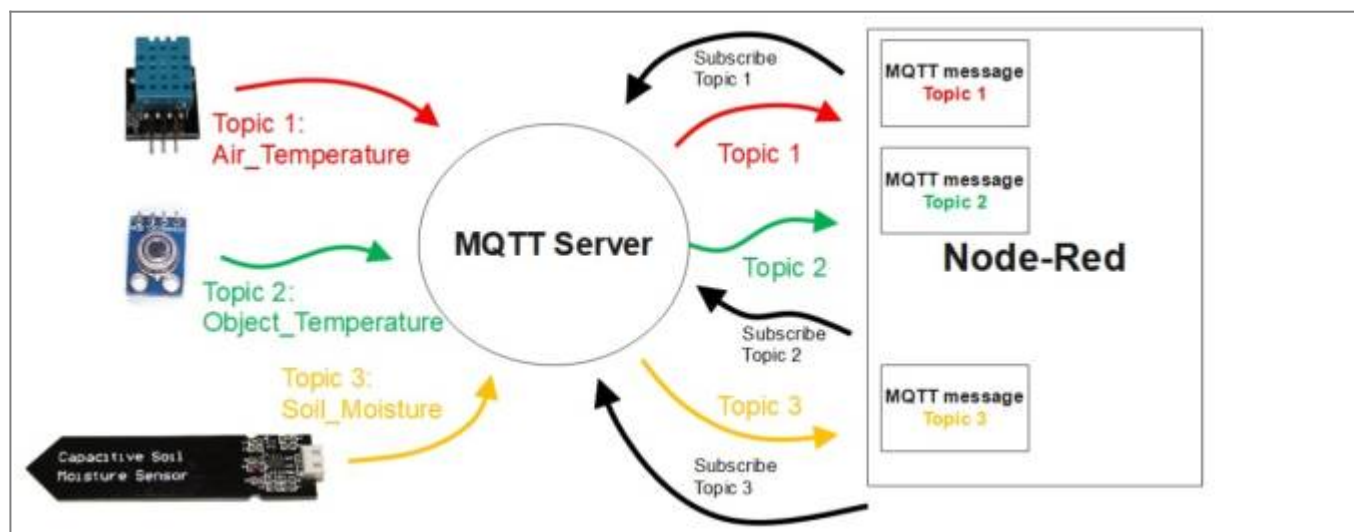 Topic 1:
Air_Temperature
Topic 2:
Object_Temperature
Topic 3:
Soil_Moisture
Capacitive Soil
Moisture Sensor
MQTT Server
Subscribe
Topic 1
Topic 1
Topic 2
Subscribe
Topic 2
Topic 3
Subscribe
Topic 3
MQTT message
Topic 1
MQTT message
Topic 2
Node-Red
MQTT message
Topic 3